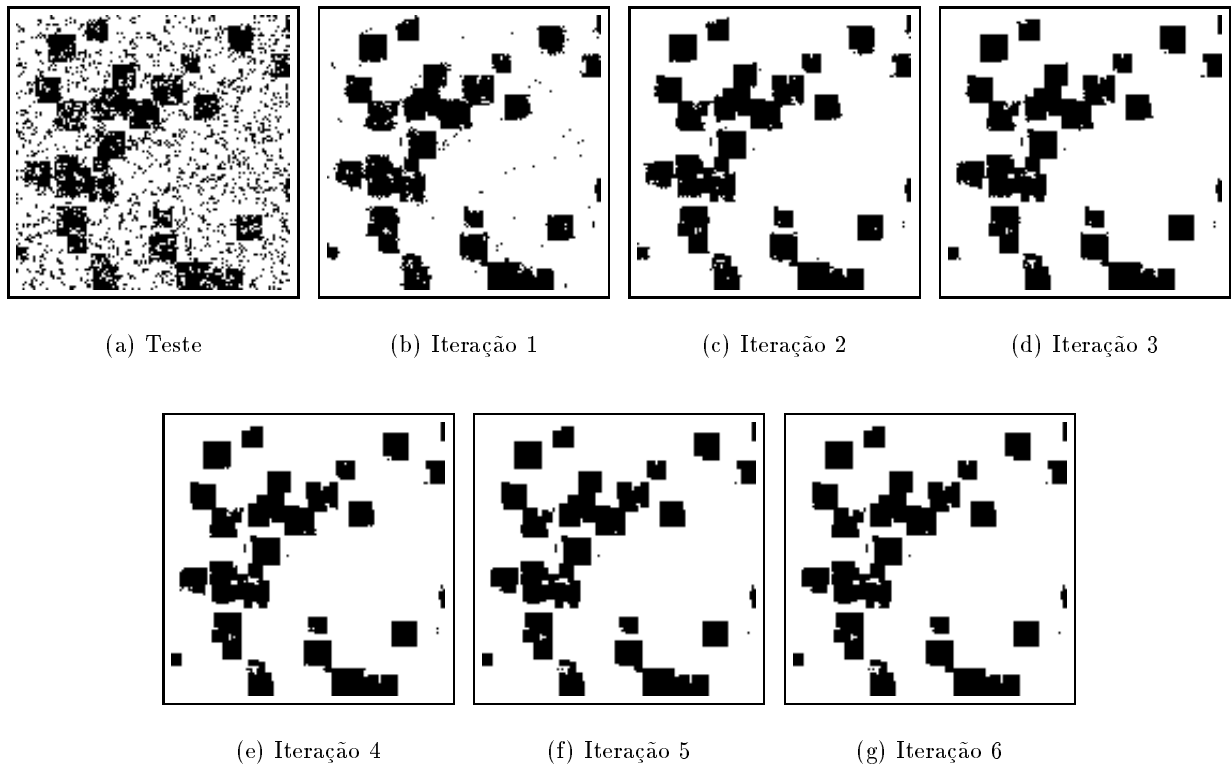 (a) Teste
(b) Iteração 1
(c) Iteração 2
(d) Iteração 3
(e) Iteração 4
(f) Iteração 5
(g) Iteração 6